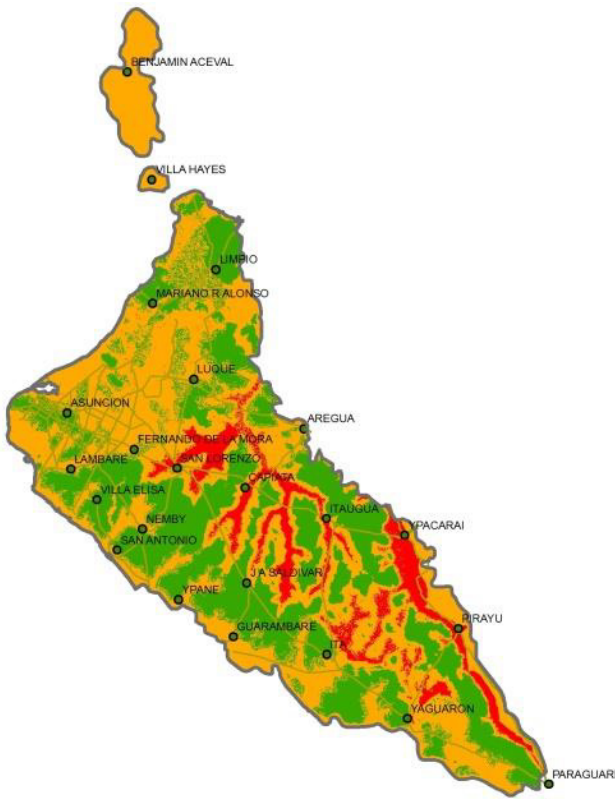 BENJAMIN ACEVAL
VILLA HAYES
LIMPIO
MARIANO R ALONSO
LUQUE
ASUNCION
AREGUA
FERNANDO DE LA MORA
LAMBARE
SAN LORENZO
CAPIATA
VILLA ELISA
ITAUGUA
NEMBY
YPACARAI
SAN ANTONIO
J A SALDIVAR
YPANE
PIRAYU
GUARAMBARE
ITA
YAGUARON
PARAGUARI